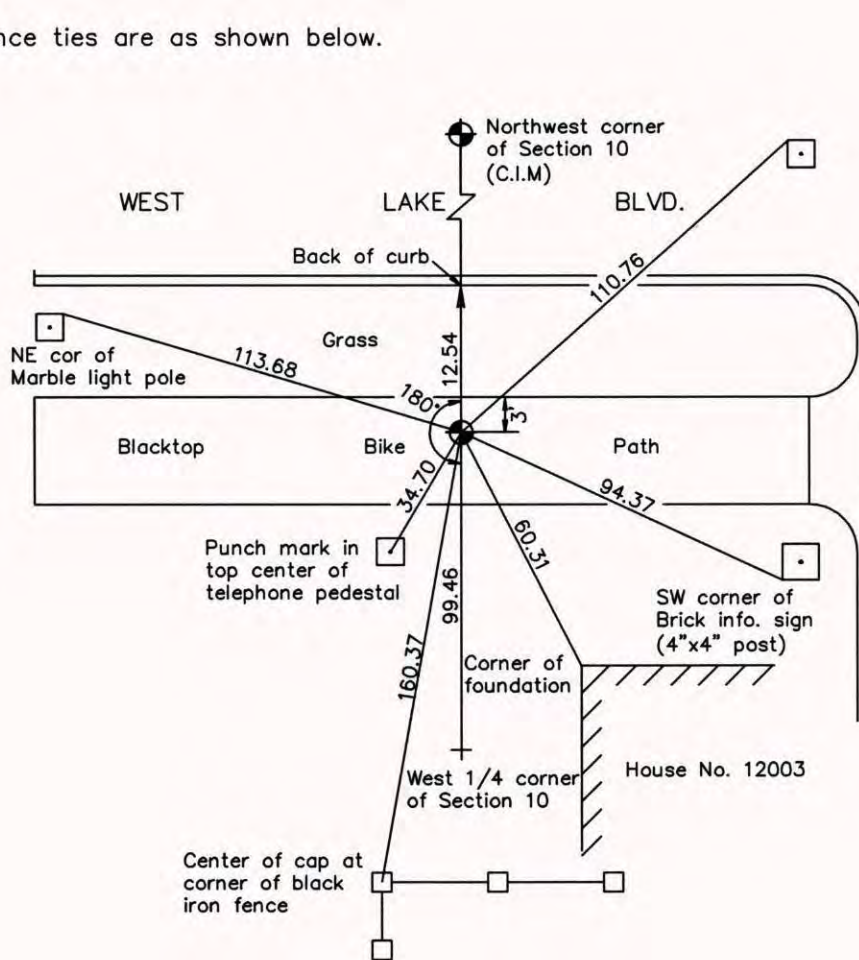 nce ties are as shown below.
Northwest corner
of Section 10
(C.I.M)
WEST LAKE BLVD.
Back of curb
110.76
Grass
12.54
NE cor of
Marble light pole
113.68
180°
3'
Blacktop Bike Path
34.70
94.37
60.31
Punch mark in
top center of
telephone pedestal
99.46
SW corner of
Brick info. sign
(4"x4" post)
160.37
Corner of
foundation
House No. 12003
West 1/4 corner
of Section 10
Center of cap at
corner of black
iron fence